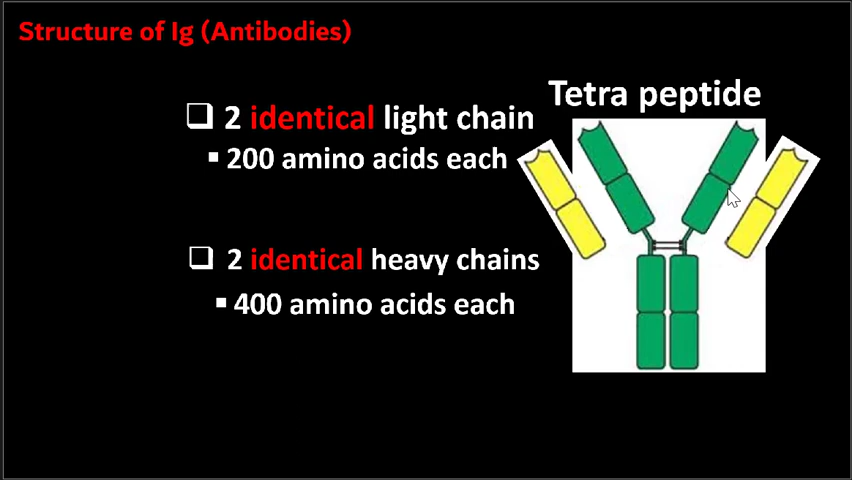 Structure of Ig (Antibodies)
Tetra peptide
2 identical light chain
200 amino acids each
2 identical heavy chains
400 amino acids each